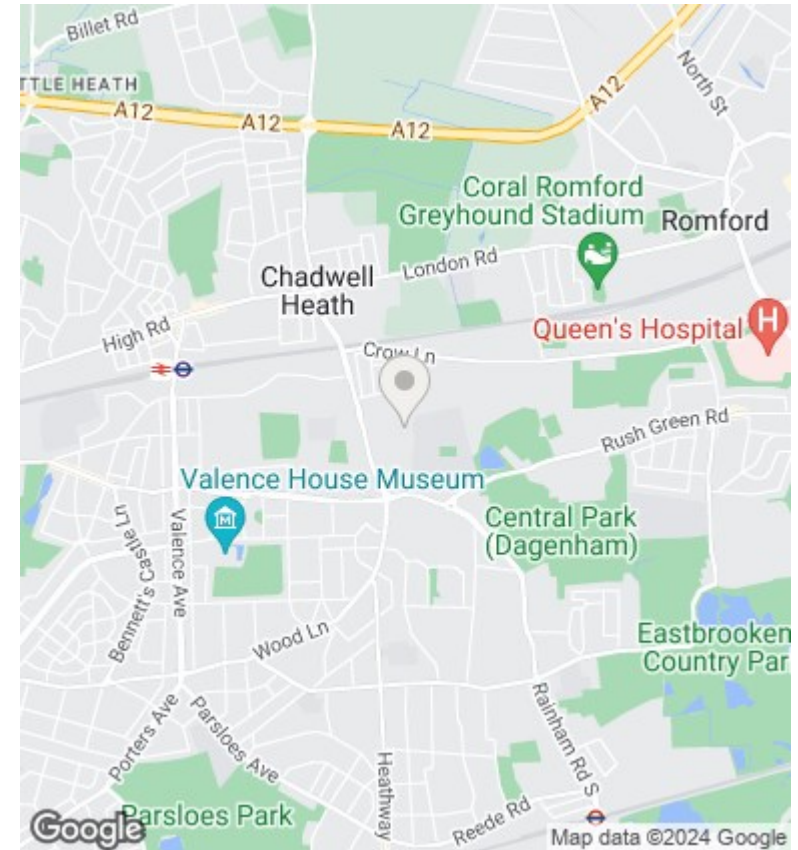 Billet Rd
TTLE HEATH
A12
A12
A12
A12
North St
Coral Romford
Greyhound Stadium
Romford
London Rd
Chadwell
Heath
High Rd
Queen's Hospital
H
Crow Ln
Rush Green Rd
Valence House Museum
M
Central Park
(Dagenham)
Bennett's Castle Ln
Valence Ave
Wood Ln
Eastbrooken
Country Par
Porters Ave
Parsloes Ave
Rainham Rd S
Heathway
Reede Rd
Parsloes Park
Google
Map data ©2024 Google